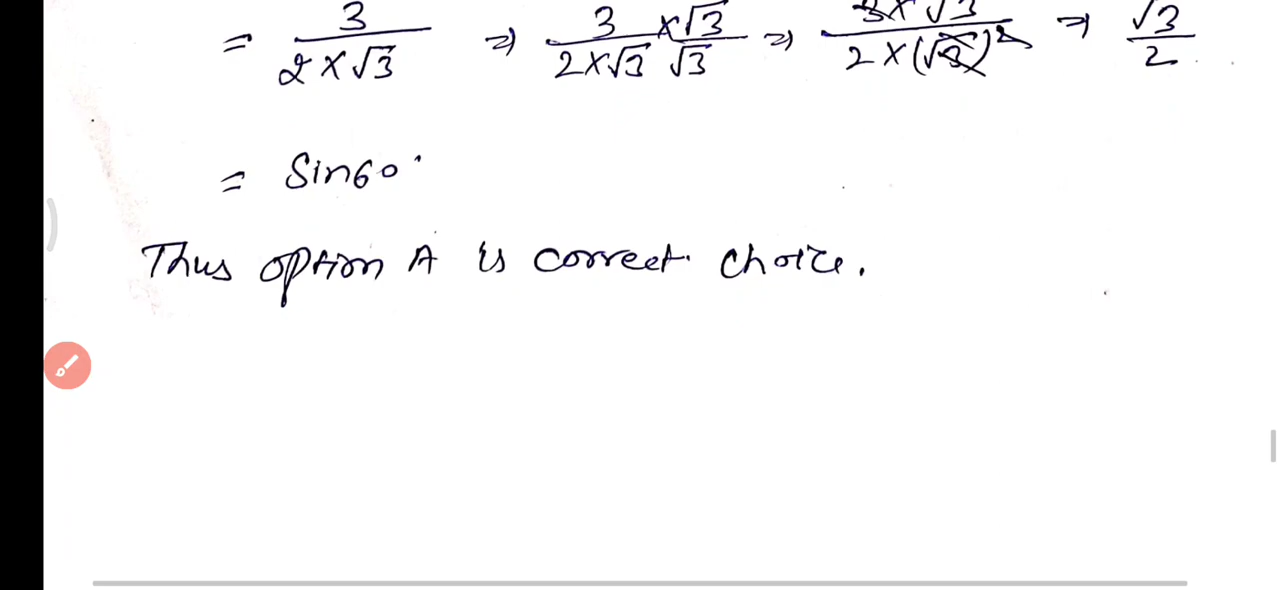 = 3/(2×√3) ⇒ 3×√3/(2×√3 √3) ⇒ 3×√3/(2×(√3)²) ⇒ √3/2
= Sin60°
Thus option A is correct choice.